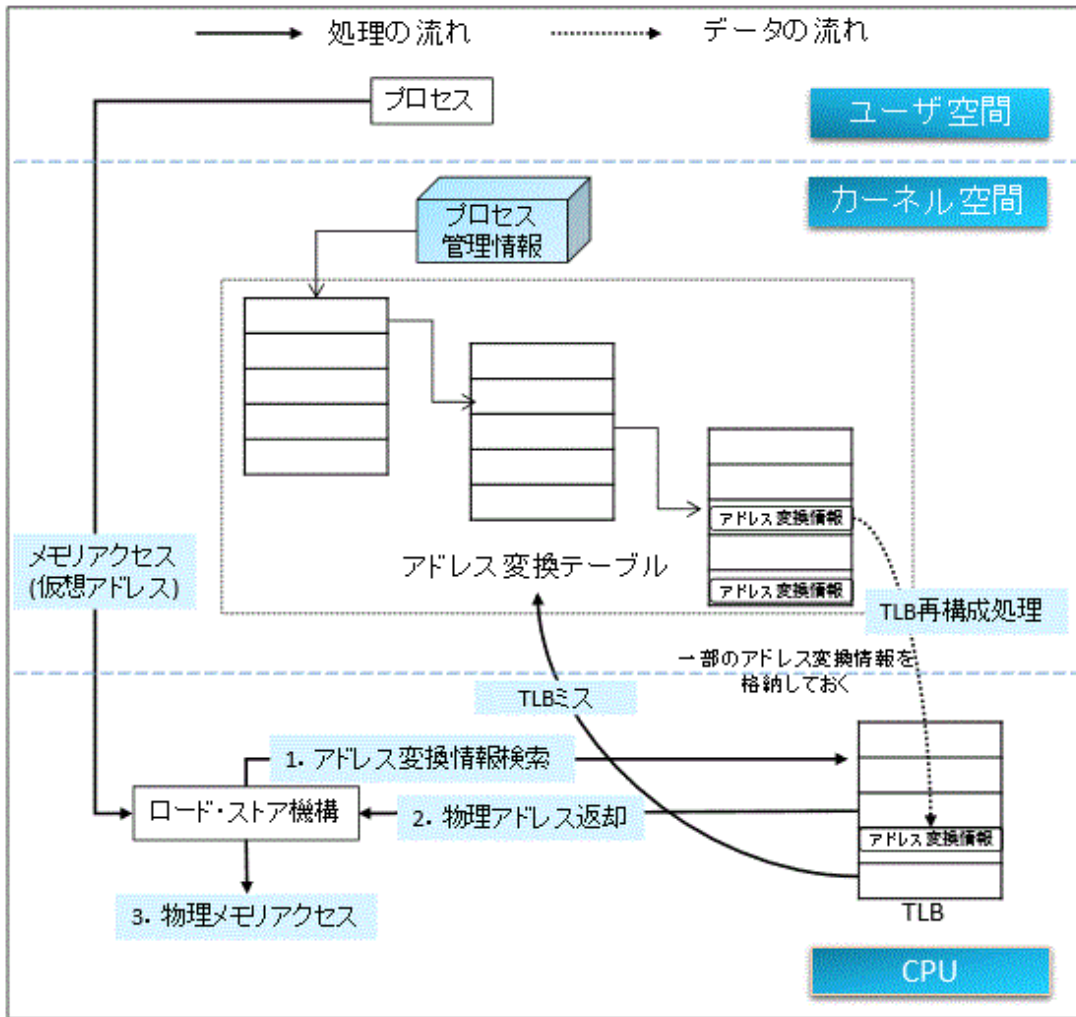 処理の流れ
データの流れ
プロセス
ユーザ空間
カーネル空間
プロセス
管理情報
アドレス変換情報
アドレス変換テーブル
アドレス変換情報
メモリアクセス
(仮想アドレス)
TLB再構成処理
一部のアドレス変換情報を
格納しておく
TLBミス
1. アドレス変換情報検索
ロード・ストア機構
2. 物理アドレス返却
アドレス変換情報
3. 物理メモリアクセス
TLB
CPU